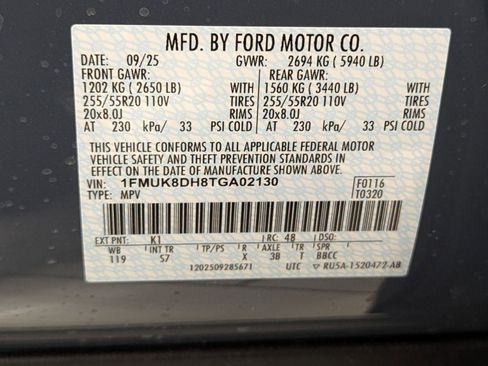 MFD. BY FORD MOTOR CO.
DATE: 09/25 GVWR: 2694 KG ( 5940 LB)
FRONT GAWR: REAR GAWR:
1202 KG ( 2650 LB) 1560 KG ( 3440 LB)
255/55R20 110V TIRES 255/55R20 110V TIRES
20x8.0J RIMS 20x8.0J RIMS
AT 230 kPa/ 33 PSI COLD AT 230 kPa/ 33 PSI COLD
THIS VEHICLE CONFORMS TO ALL APPLICABLE FEDERAL MOTOR
VEHICLE SAFETY AND THEFT PREVENTION STANDARDS IN EFFECT ON
THE DATE OF MANUFACTURE SHOWN ABOVE.
VIN: 1FMUK8DH8TGA02130 F0116
TYPE: MPV T0320
EXT PNT: K1 RC: 48 DSO:
WB INT TR TP/PS R AXLE TR SPR
119 S7 X 38 T BBCC
1202509285671 UTC RU5A-1520472-AB